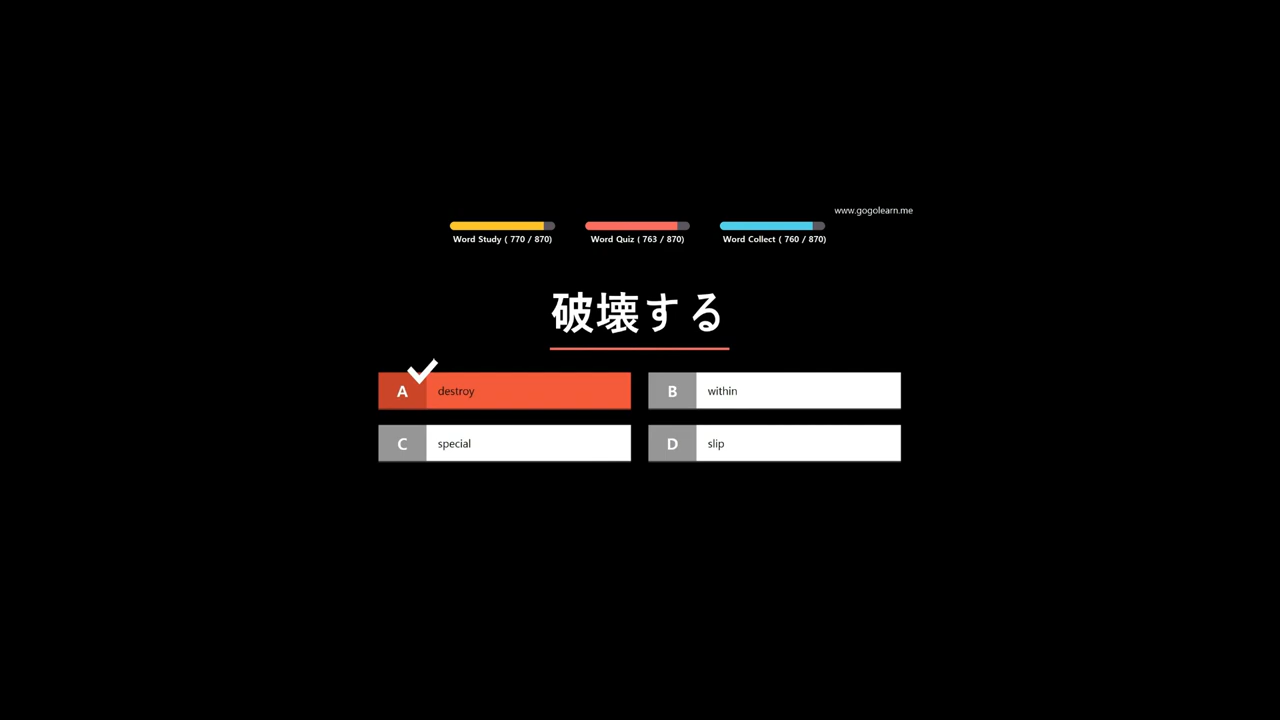 www.gogolearn.me
Word Study ( 770 / 870)
Word Quiz ( 763 / 870)
Word Collect ( 760 / 870)
破壊する
A destroy
B within
C special
D slip